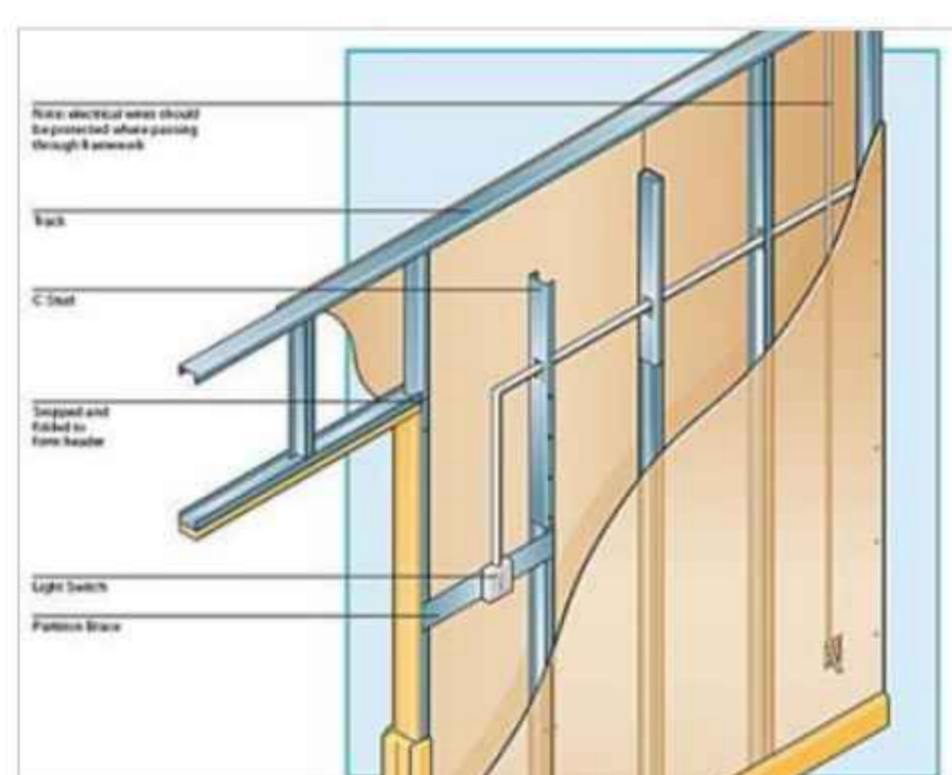 Note: electrical wires should
be protected where passing
through framework
Track
C Stud
Snipped and
folded to
form header
Light Switch
Partition Brace